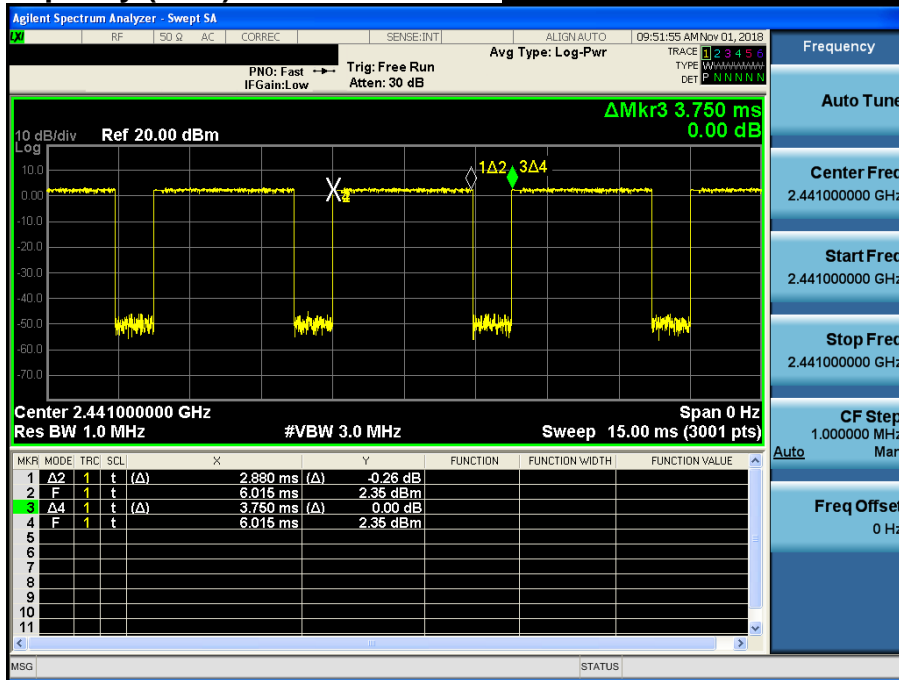 Agilent Spectrum Analyzer - Swept SA
LXI RF 50 Ω AC CORREC SENSE:INT ALIGN AUTO 09:51:55 AM Nov 01, 2018
Avg Type: Log-Pwr
TRACE 1 2 3 4 5 6
TYPE WWWWWW
DET P N N N N N
PNO: Fast
IFGain:Low
Trig: Free Run
Atten: 30 dB
ΔMkr3 3.750 ms
0.00 dB
10 dB/div Ref 20.00 dBm
Log
10.0
0.00
-10.0
-20.0
-30.0
-40.0
-50.0
-60.0
-70.0
1Δ2
3Δ4
X
Center 2.441000000 GHz
Span 0 Hz
Res BW 1.0 MHz
#VBW 3.0 MHz
Sweep 15.00 ms (3001 pts)
MKR MODE TRC SCL X Y FUNCTION FUNCTION WIDTH FUNCTION VALUE
1 Δ2 1 t (Δ) 2.880 ms (Δ) -0.26 dB
2 F 1 t 6.015 ms 2.35 dBm
3 Δ4 1 t (Δ) 3.750 ms (Δ) 0.00 dB
4 F 1 t 6.015 ms 2.35 dBm
5
6
7
8
9
10
11
MSG
STATUS
Frequency
Auto Tune
Center Freq
2.441000000 GHz
Start Freq
2.441000000 GHz
Stop Freq
2.441000000 GHz
CF Step
1.000000 MHz
Auto Man
Freq Offset
0 Hz